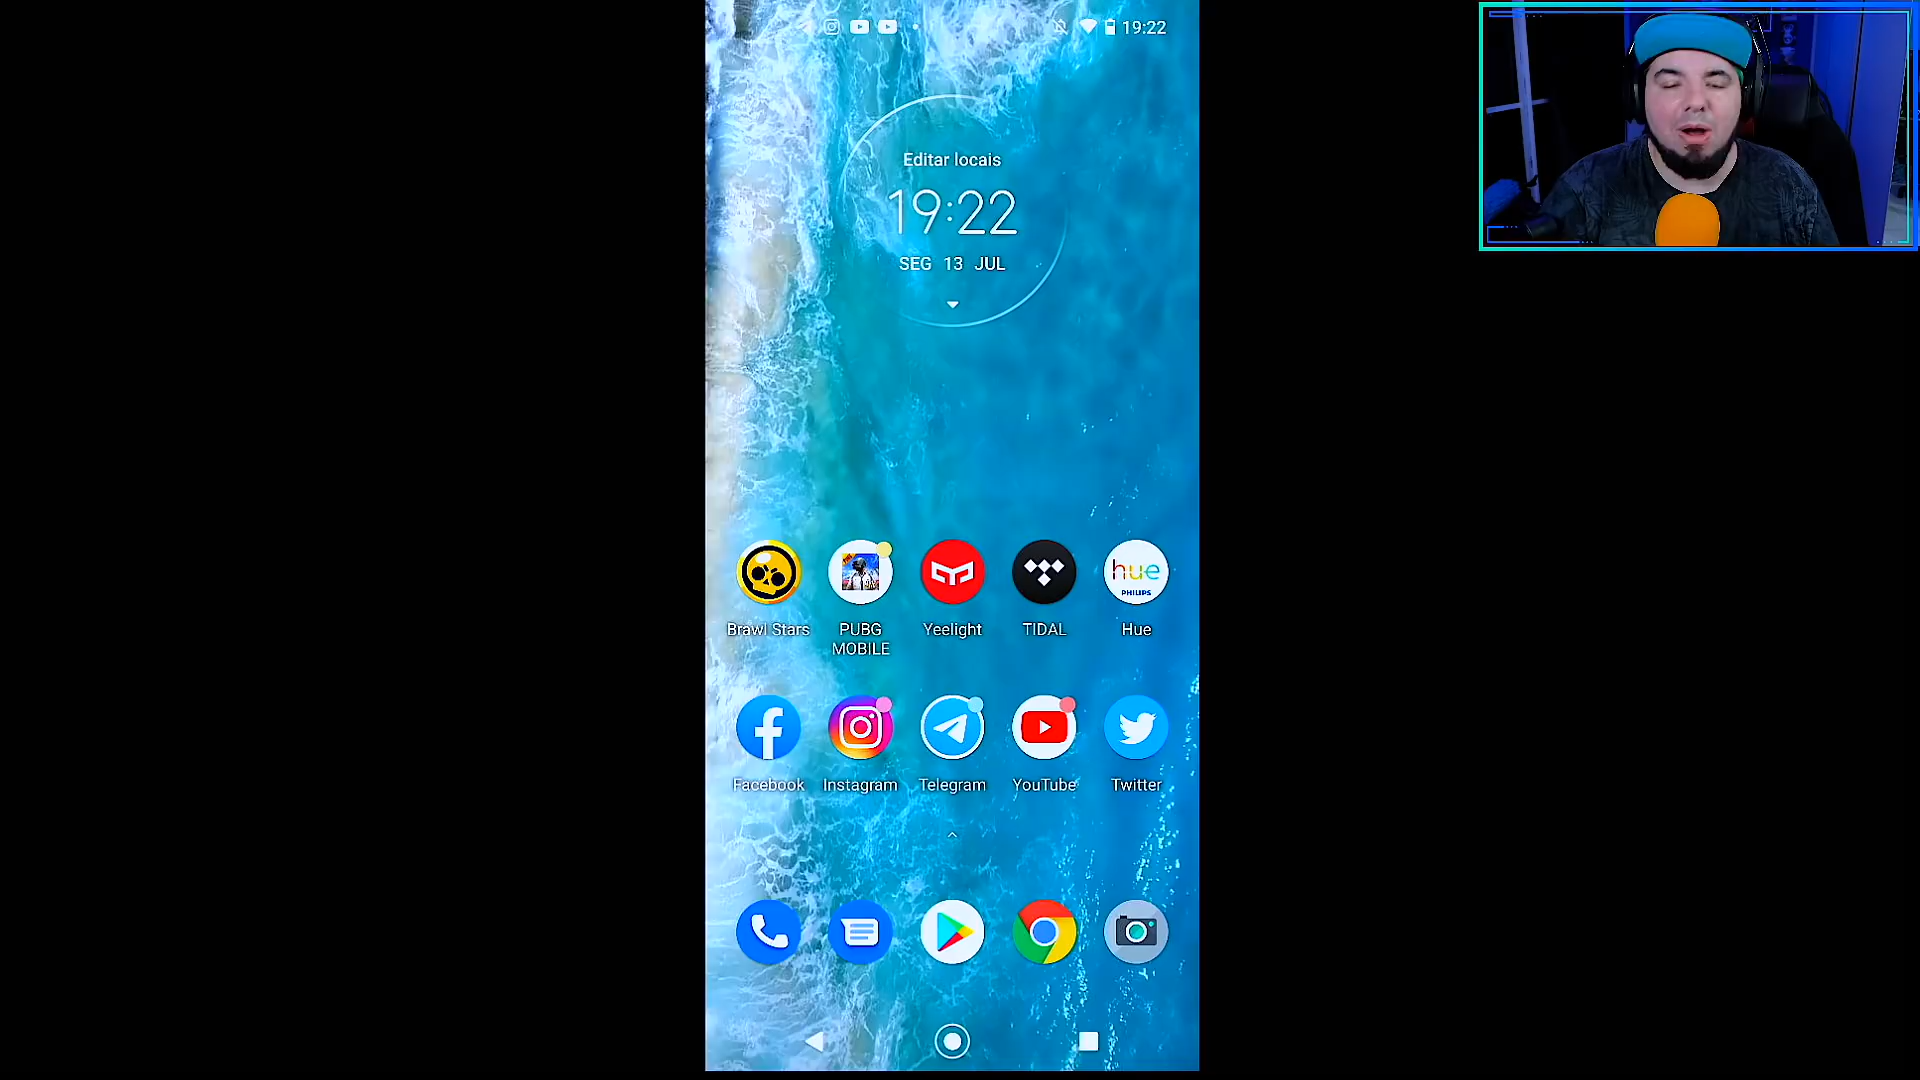 19:22
Editar locais
19:22
SEG 13 JUL
hue
PHILIPS
Brawl Stars
PUBG
MOBILE
Yeelight
TIDAL
Hue
Facebook
Instagram
Telegram
YouTube
Twitter